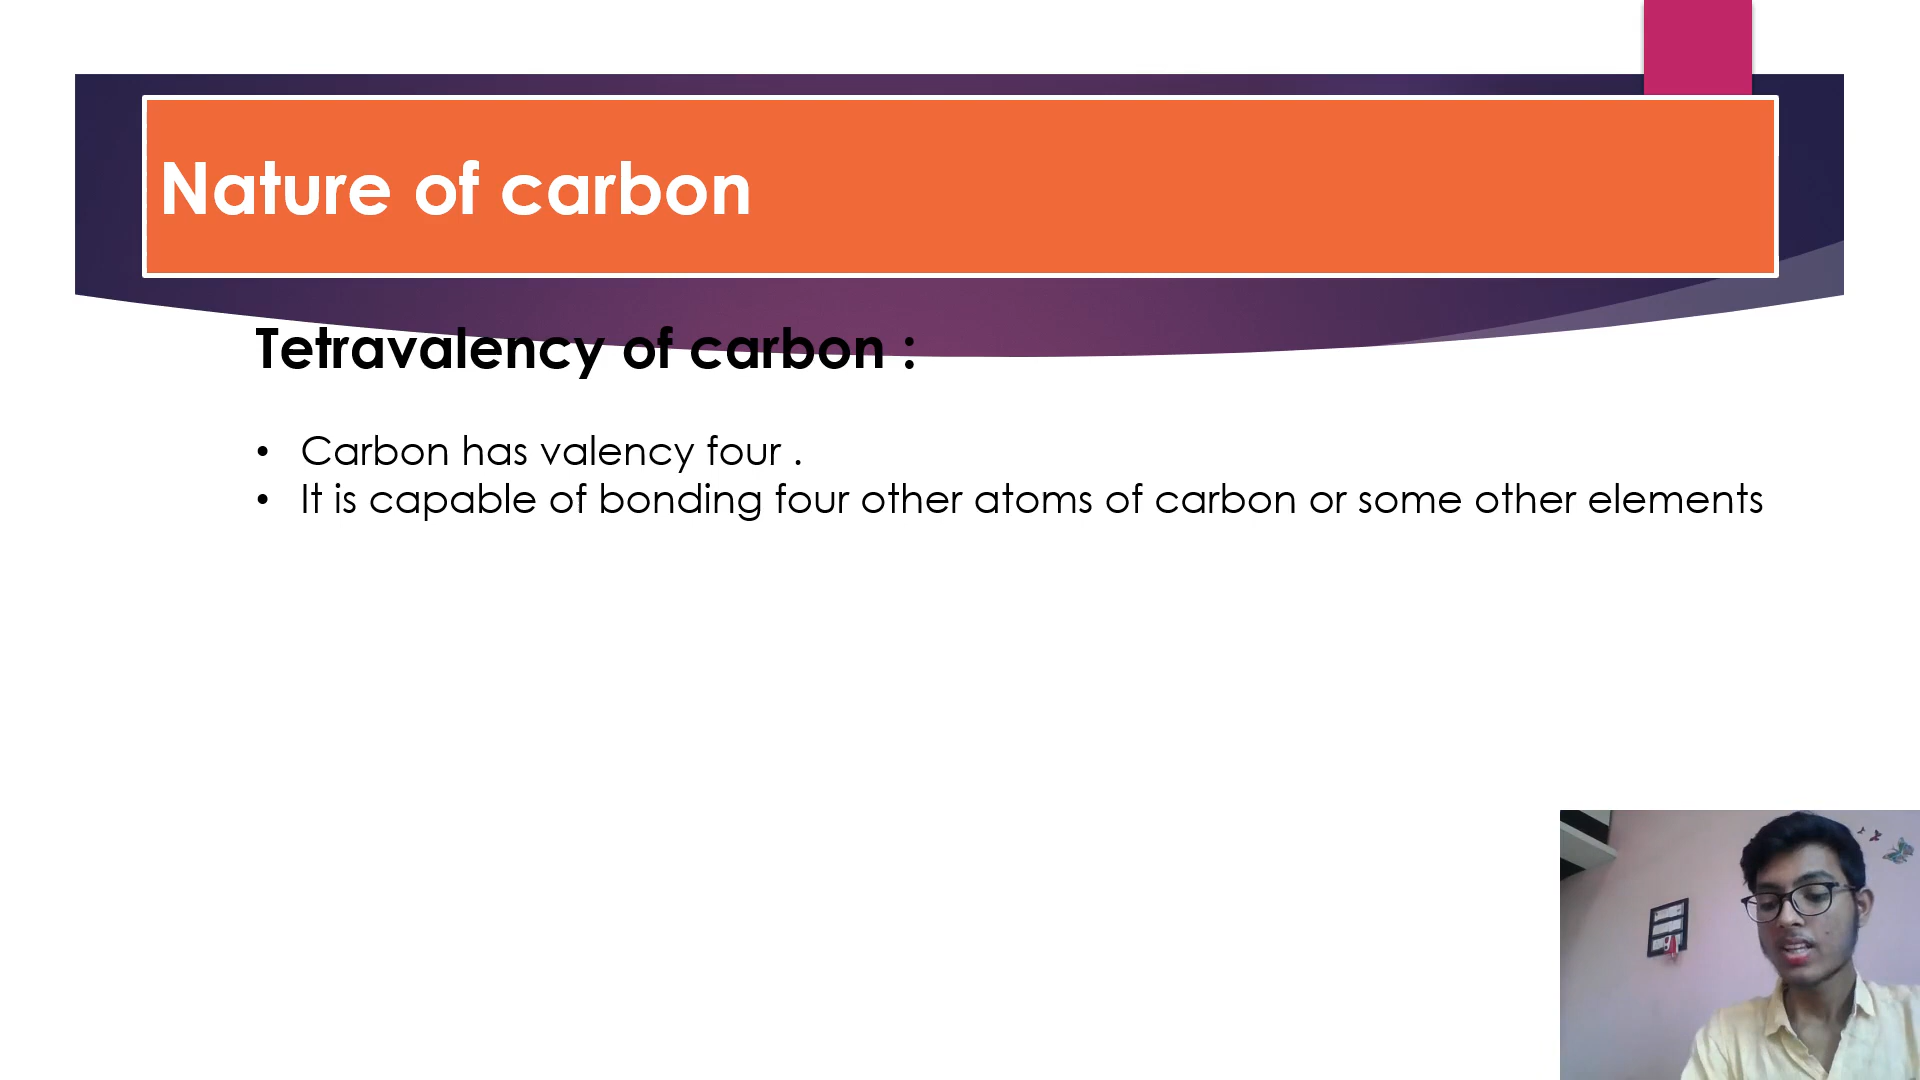 Nature of carbon
Tetravalency of carbon :
• Carbon has valency four .
• It is capable of bonding four other atoms of carbon or some other elements